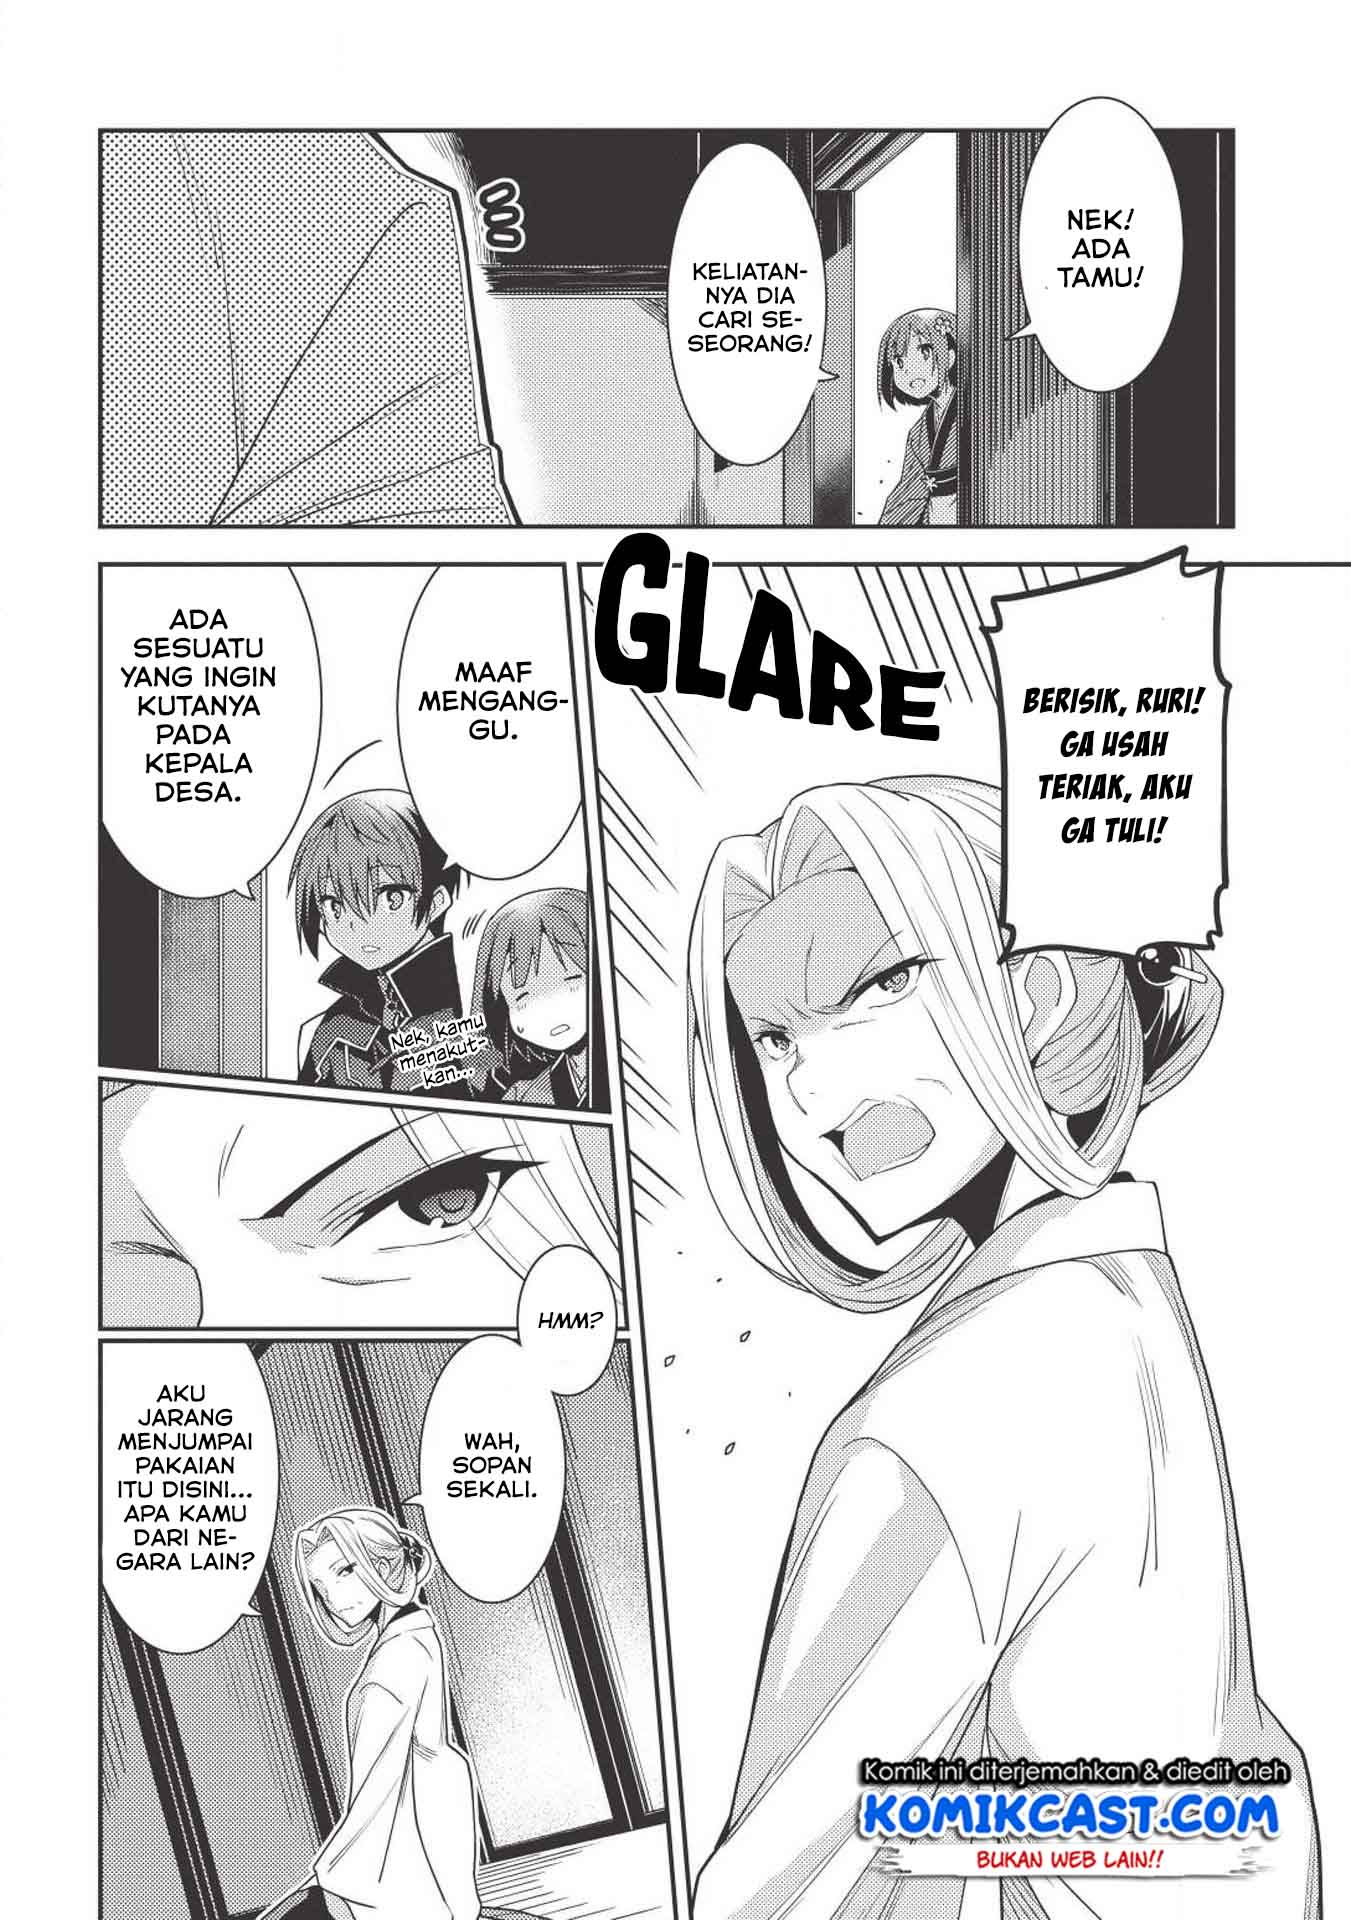 NEK!
ADA
TAMU!
KELIATAN-
NYA DIA
CARI SE-
SEORANG!
GLARE
BERISIK, RURI!
GA USAH
TERIAK, AKU
GA TULI!
MAAF
MENGANG-
GU.
ADA
SESUATU
YANG INGIN
KUTANYA
PADA
KEPALA
DESA.
Nek, kamu
menakut-
kan...
HMM?
WAH,
SOPAN
SEKALI.
AKU
JARANG
MENJUMPAI
PAKAIAN
ITU DISINI...
APA KAMU
DARI NE-
GARA LAIN?
Komik ini diterjemahkan & diedit oleh
KOMIKCAST.COM
BUKAN WEB LAIN!!